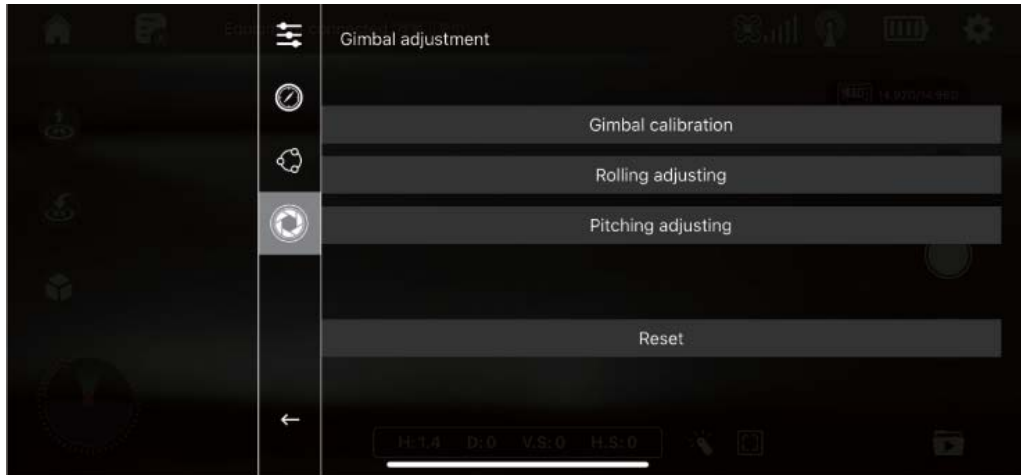 Gimbal adjustment
Gimbal calibration
Rolling adjusting
Pitching adjusting
Reset
H:1.4 D:0 V.S:0 H.S:0